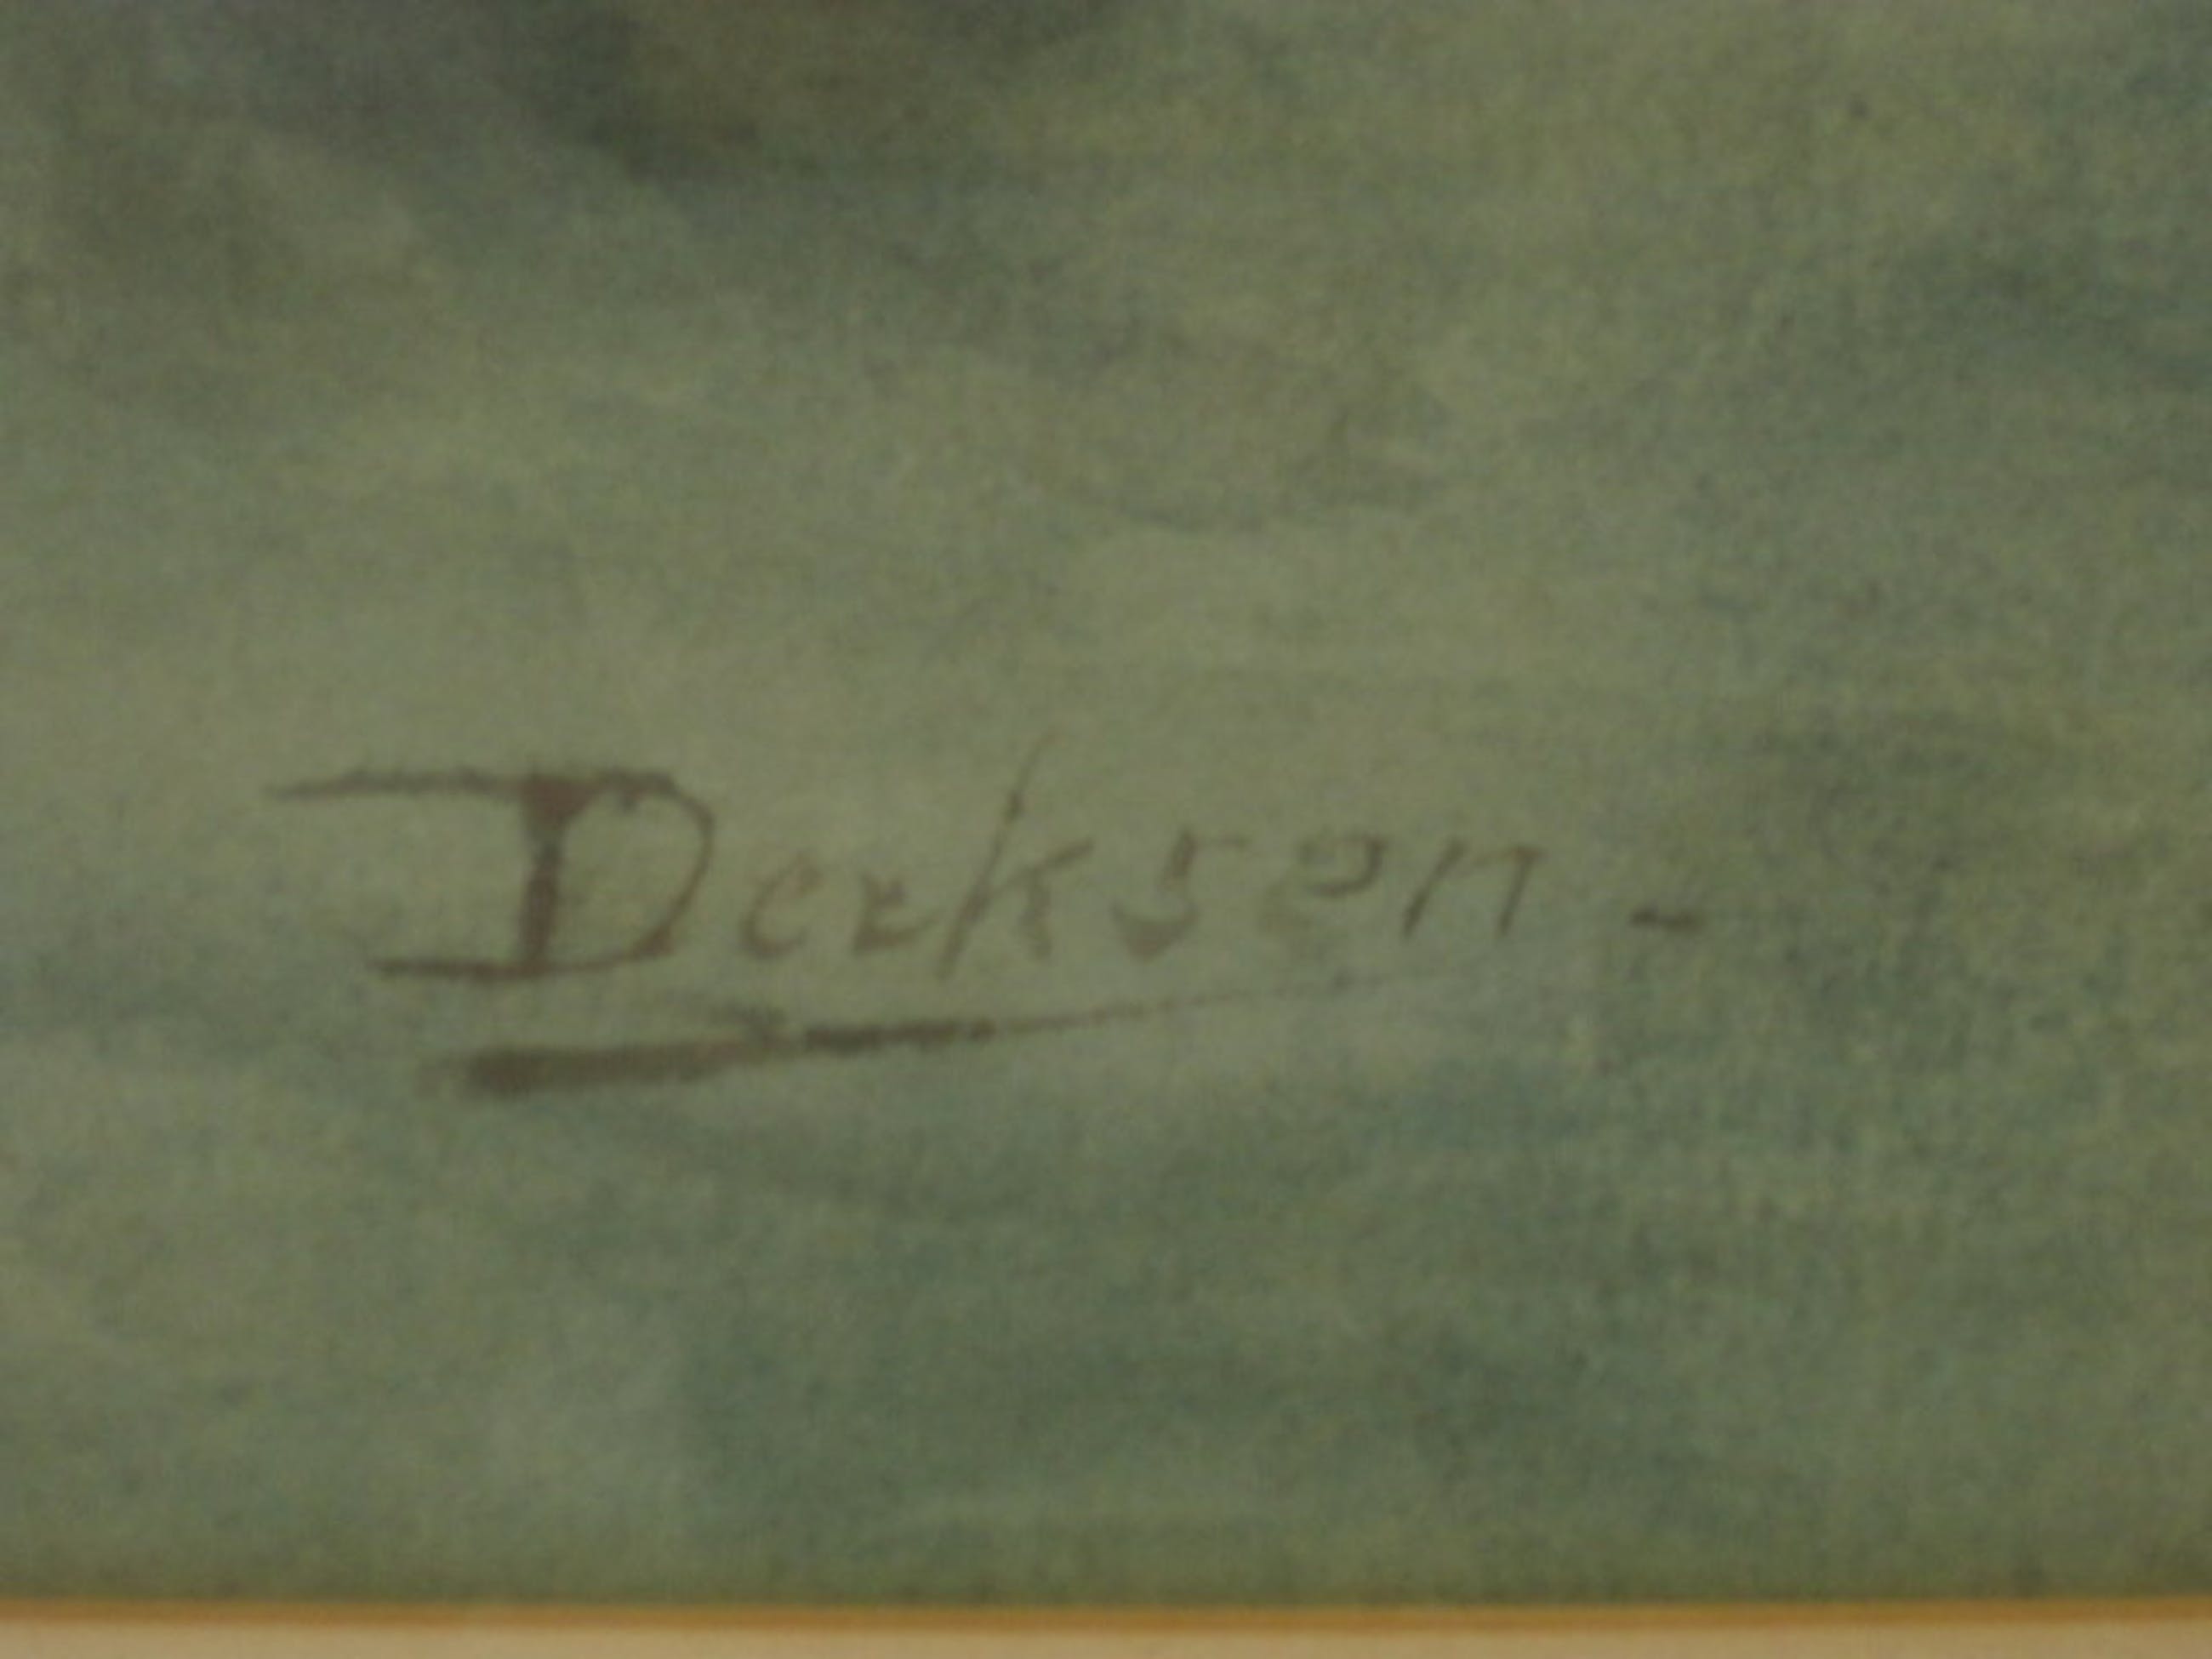 Derksen -